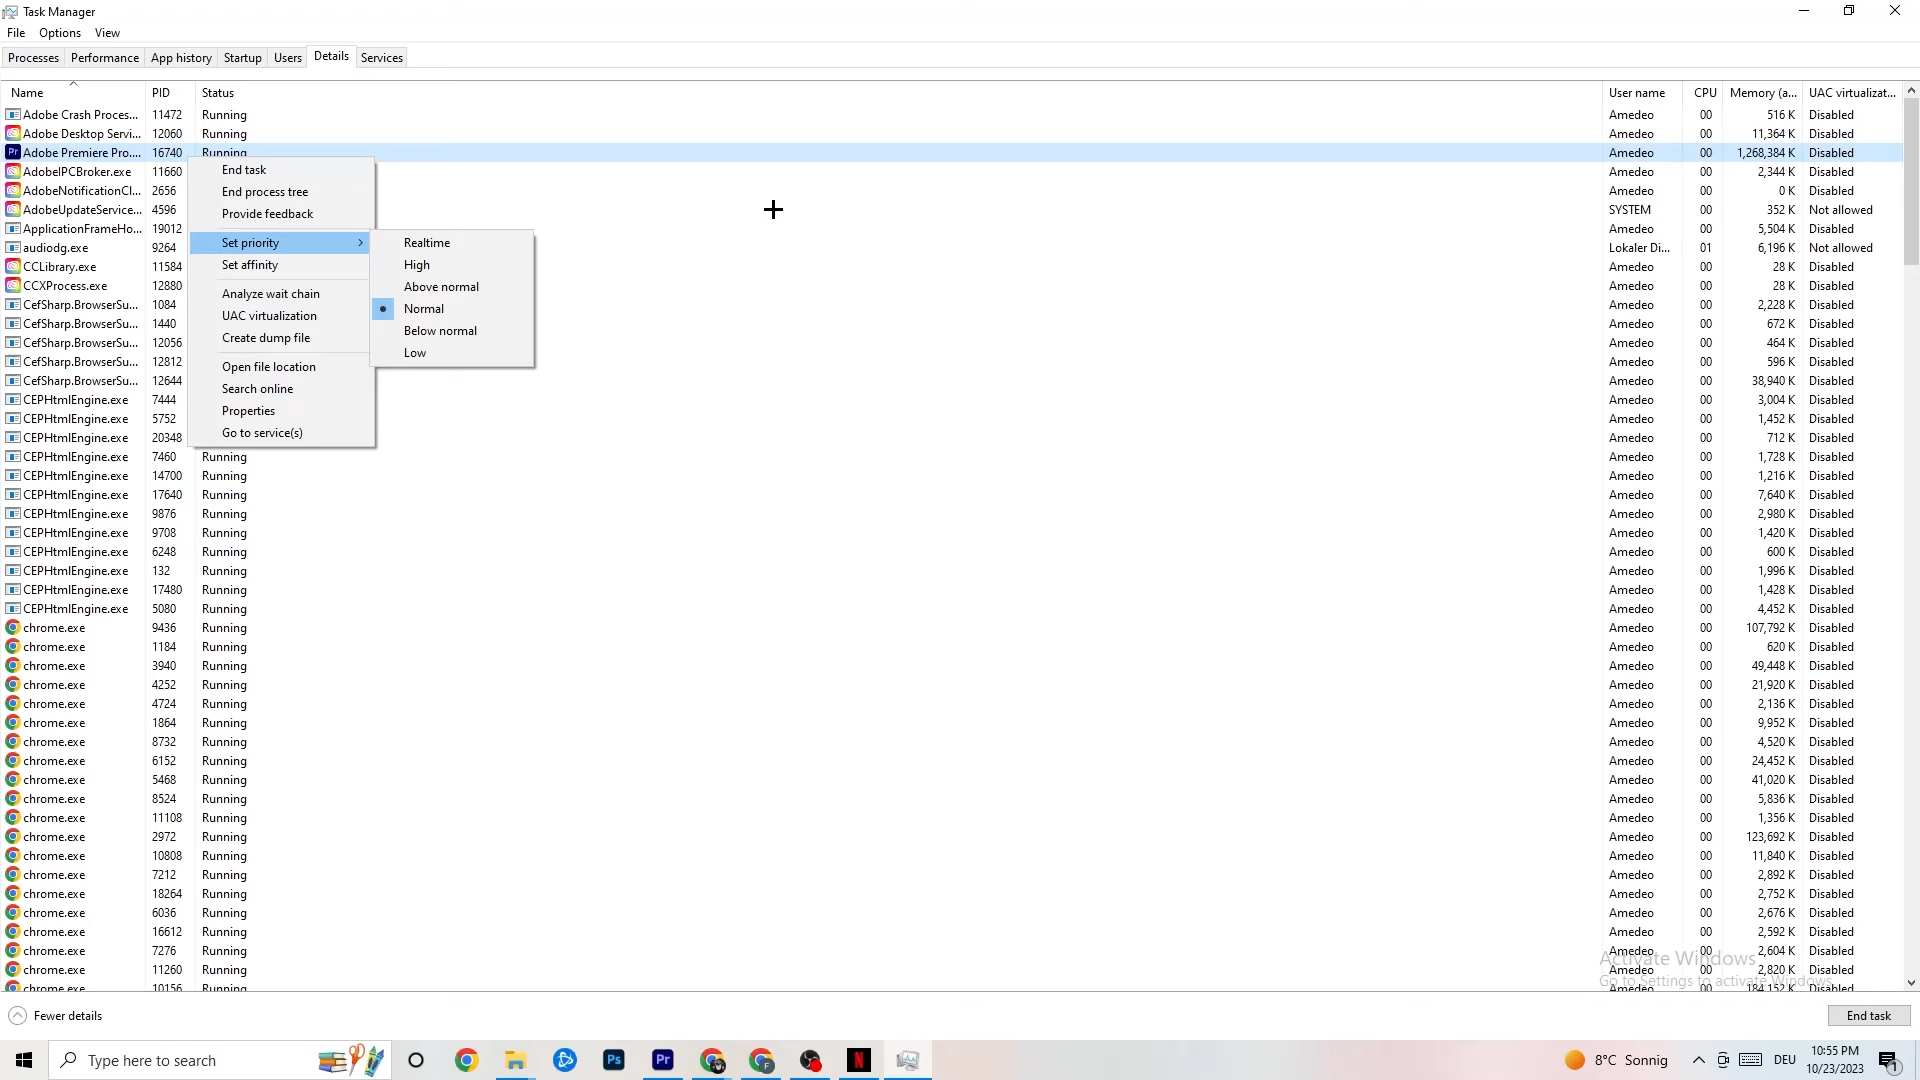 Task Manager
File Options View
Processes Performance App history Startup Users Details Services
Name PID Status User name CPU Memory (a... UAC virtualizat...
Adobe Crash Proces... 11472 Running Amedeo 00 516 K Disabled
Adobe Desktop Servi... 12060 Running Amedeo 00 11,364 K Disabled
Pr Adobe Premiere Pro.... 16740 Running Amedeo 00 1,268,384 K Disabled
AdobeIPCBroker.exe 11660 Amedeo 00 2,344 K Disabled
AdobeNotificationCl... 2656 Amedeo 00 0 K Disabled
AdobeUpdateService... 4596 SYSTEM 00 352 K Not allowed
ApplicationFrameHo... 19012 Amedeo 00 5,504 K Disabled
audiodg.exe 9264 Lokaler Di... 01 6,196 K Not allowed
CCLibrary.exe 11584 Amedeo 00 28 K Disabled
CCXProcess.exe 12880 Amedeo 00 28 K Disabled
CefSharp.BrowserSu... 1084 Amedeo 00 2,228 K Disabled
CefSharp.BrowserSu... 1440 Amedeo 00 672 K Disabled
CefSharp.BrowserSu... 12056 Amedeo 00 464 K Disabled
CefSharp.BrowserSu... 12812 Amedeo 00 596 K Disabled
CefSharp.BrowserSu... 12644 Amedeo 00 38,940 K Disabled
CEPHtmlEngine.exe 7444 Amedeo 00 3,004 K Disabled
CEPHtmlEngine.exe 5752 Amedeo 00 1,452 K Disabled
CEPHtmlEngine.exe 20348 Amedeo 00 712 K Disabled
CEPHtmlEngine.exe 7460 Running Amedeo 00 1,728 K Disabled
CEPHtmlEngine.exe 14700 Running Amedeo 00 1,216 K Disabled
CEPHtmlEngine.exe 17640 Running Amedeo 00 7,640 K Disabled
CEPHtmlEngine.exe 9876 Running Amedeo 00 2,980 K Disabled
CEPHtmlEngine.exe 9708 Running Amedeo 00 1,420 K Disabled
CEPHtmlEngine.exe 6248 Running Amedeo 00 600 K Disabled
CEPHtmlEngine.exe 132 Running Amedeo 00 1,996 K Disabled
CEPHtmlEngine.exe 17480 Running Amedeo 00 1,428 K Disabled
CEPHtmlEngine.exe 5080 Running Amedeo 00 4,452 K Disabled
chrome.exe 9436 Running Amedeo 00 107,792 K Disabled
chrome.exe 1184 Running Amedeo 00 620 K Disabled
chrome.exe 3940 Running Amedeo 00 49,448 K Disabled
chrome.exe 4252 Running Amedeo 00 21,920 K Disabled
chrome.exe 4724 Running Amedeo 00 2,136 K Disabled
chrome.exe 1864 Running Amedeo 00 9,952 K Disabled
chrome.exe 8732 Running Amedeo 00 4,520 K Disabled
chrome.exe 6152 Running Amedeo 00 24,452 K Disabled
chrome.exe 5468 Running Amedeo 00 41,020 K Disabled
chrome.exe 8524 Running Amedeo 00 5,836 K Disabled
chrome.exe 11108 Running Amedeo 00 1,356 K Disabled
chrome.exe 2972 Running Amedeo 00 123,692 K Disabled
chrome.exe 10808 Running Amedeo 00 11,840 K Disabled
chrome.exe 7212 Running Amedeo 00 2,892 K Disabled
chrome.exe 18264 Running Amedeo 00 2,752 K Disabled
chrome.exe 6036 Running Amedeo 00 2,676 K Disabled
chrome.exe 16612 Running Amedeo 00 2,592 K Disabled
chrome.exe 7276 Running Amedeo 00 2,604 K Disabled
chrome.exe 11260 Running Amedeo 00 2,820 K Disabled
chrome.exe 10156 Running Amedeo 00 184,152 K Disabled
End task
End process tree
Provide feedback
Set priority
Set affinity
Analyze wait chain
UAC virtualization
Create dump file
Open file location
Search online
Properties
Go to service(s)
Realtime
High
Above normal
Normal
Below normal
Low
Activate Windows
Go to Settings to activate Windows.
Fewer details
End task
Type here to search
Ps Pr F N
8°C Sonnig
DEU
10:55 PM
10/23/2023
1